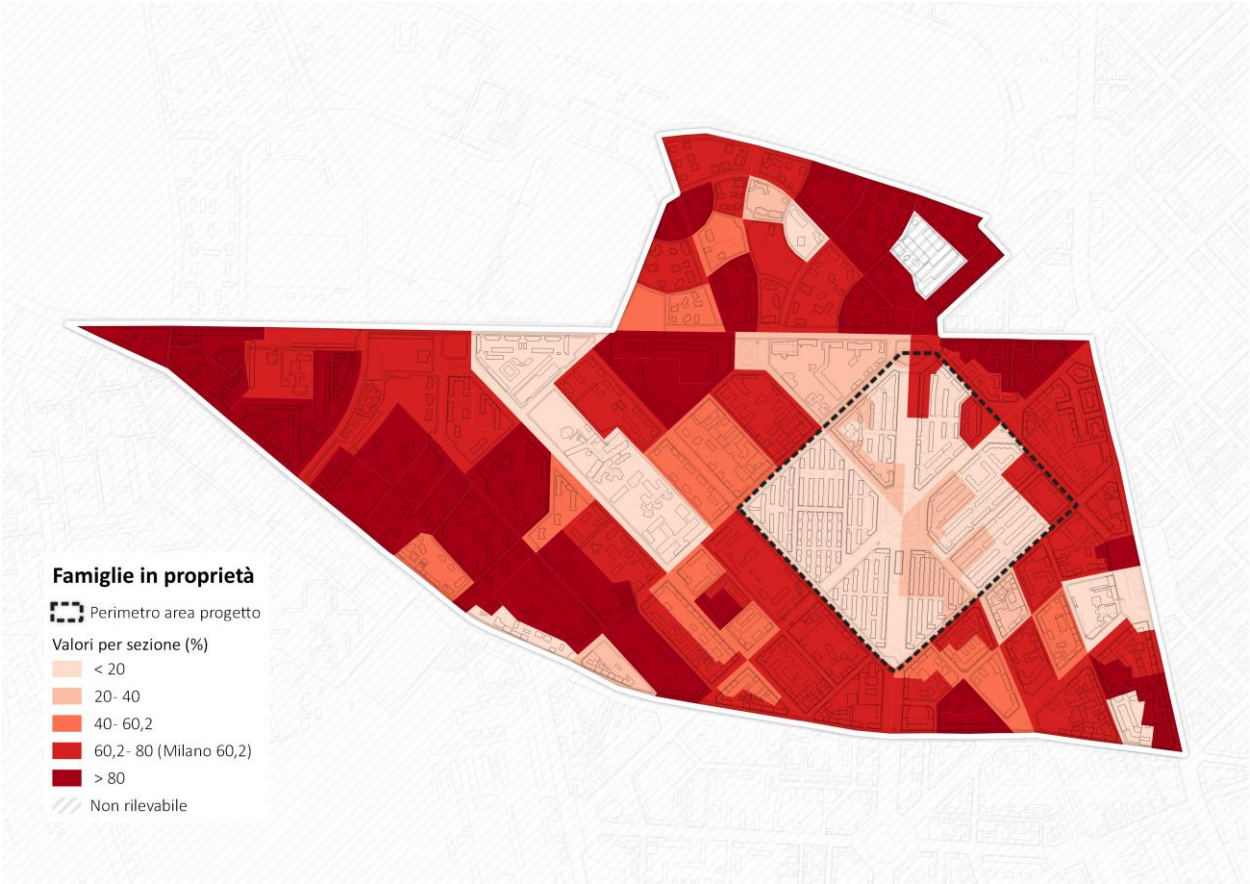 Famiglie in proprietà
Perimetro area progetto
Valori per sezione (%)
< 20
20- 40
40- 60,2
60,2- 80 (Milano 60,2)
> 80
Non rilevabile